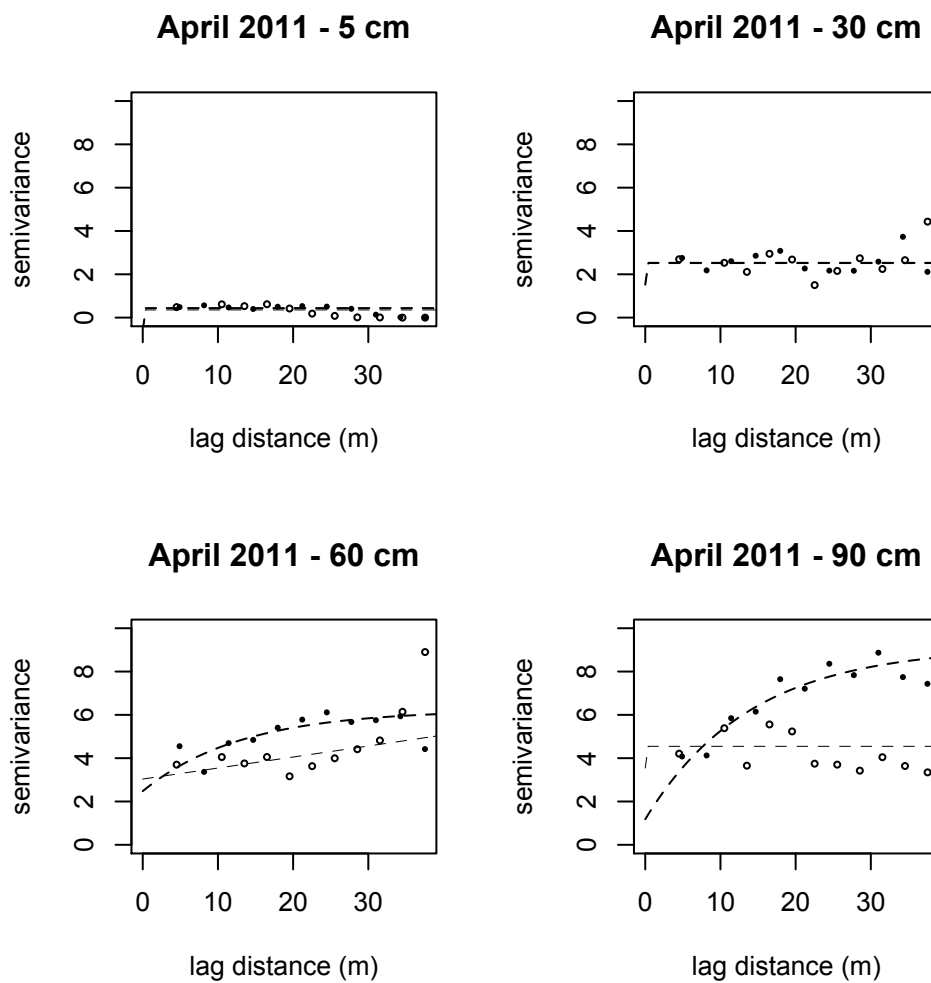 April 2011 - 5 cm
semivariance
0 2 4 6 8
0 10 20 30
lag distance (m)
April 2011 - 30 cm
semivariance
0 2 4 6 8
0 10 20 30
lag distance (m)
April 2011 - 60 cm
semivariance
0 2 4 6 8
0 10 20 30
lag distance (m)
April 2011 - 90 cm
semivariance
0 2 4 6 8
0 10 20 30
lag distance (m)